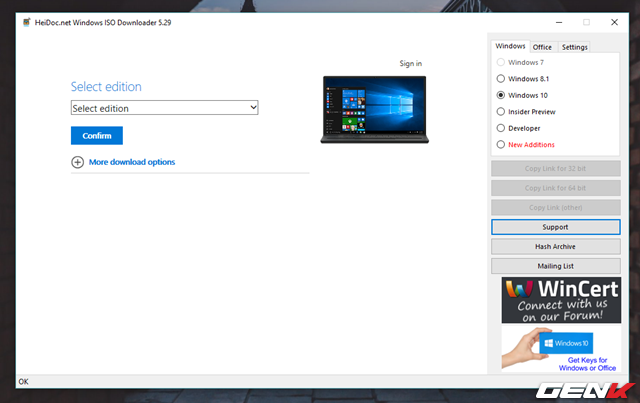 HeiDoc.net Windows ISO Downloader 5.29
Sign in
Select edition
Select edition
Confirm
More download options
Windows
Office
Settings
Windows 7
Windows 8.1
Windows 10
Insider Preview
Developer
New Additions
Copy Link for 32 bit
Copy Link for 64 bit
Copy Link (other)
Support
Hash Archive
Mailing List
WinCert
Connect with us
on our Forum!
Windows10
Get Keys for
Windows or Office
OK
GENK